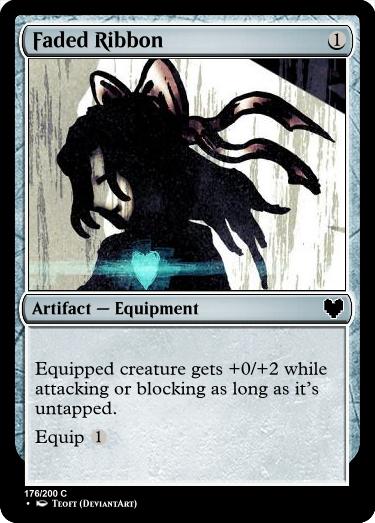 Faded Ribbon 1
Artifact — Equipment
Equipped creature gets +0/+2 while
attacking or blocking as long as it's
untapped.
Equip 1
176/200 C
• Teoft (DeviantArt)